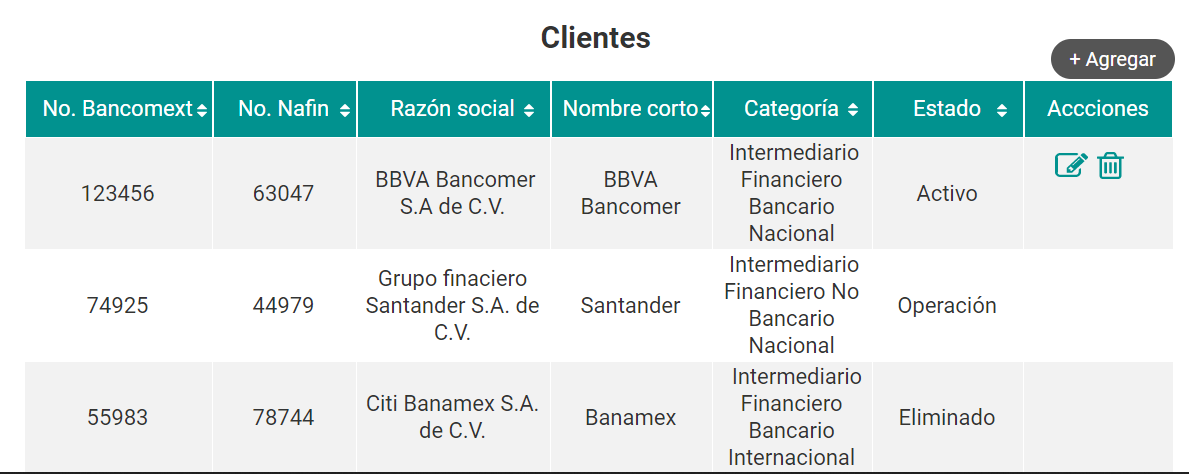 Clientes
+ Agregar
No. Bancomext No. Nafin Razón social Nombre corto Categoría Estado Accciones
123456
63047
BBVA Bancomer
S.A de C.V.
BBVA
Bancomer
Intermediario
Financiero
Bancario
Nacional
Activo
74925
44979
Grupo finaciero
Santander S.A. de
C.V.
Santander
Intermediario
Financiero No
Bancario
Nacional
Operación
55983
78744
Citi Banamex S.A.
de C.V.
Banamex
Intermediario
Financiero
Bancario
Internacional
Eliminado